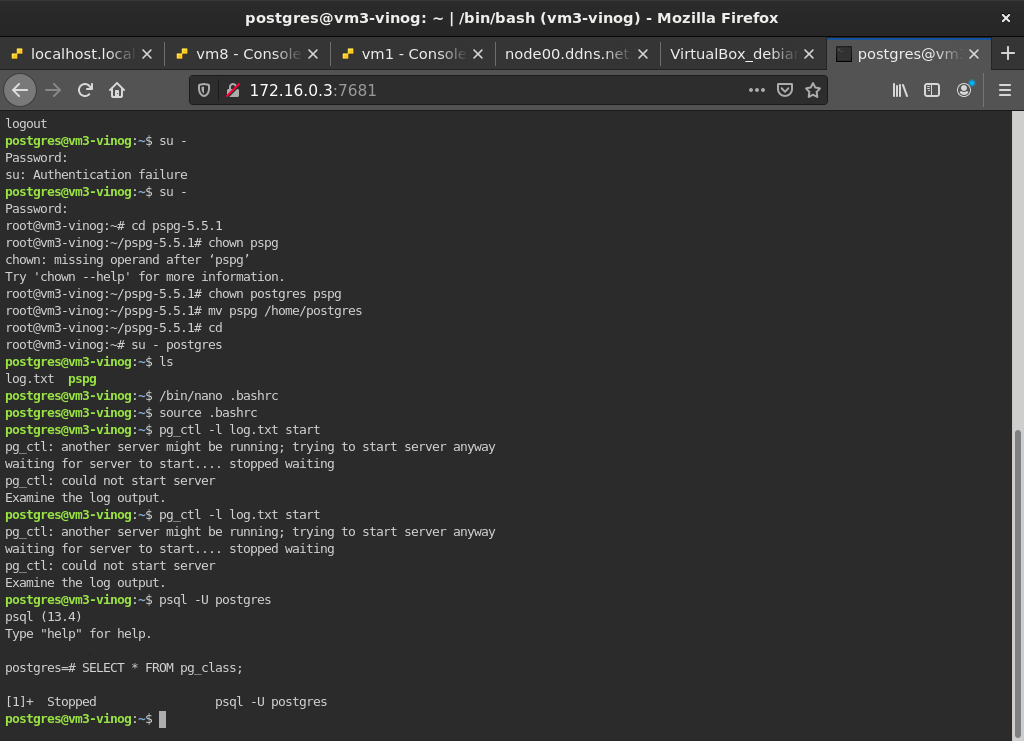 postgres@vm3-vinog: ~ | /bin/bash (vm3-vinog) - Mozilla Firefox
localhost.loca
vm8 - Console
vm1 - Console
node00.ddns.net
VirtualBox_debian
postgres@vm3
172.16.0.3:7681
logout
postgres@vm3-vinog:~$ su -
Password:
su: Authentication failure
postgres@vm3-vinog:~$ su -
Password:
root@vm3-vinog:~# cd pspg-5.5.1
root@vm3-vinog:~/pspg-5.5.1# chown pspg
chown: missing operand after ‘pspg’
Try 'chown --help' for more information.
root@vm3-vinog:~/pspg-5.5.1# chown postgres pspg
root@vm3-vinog:~/pspg-5.5.1# mv pspg /home/postgres
root@vm3-vinog:~/pspg-5.5.1# cd
root@vm3-vinog:~# su - postgres
postgres@vm3-vinog:~$ ls
log.txt  pspg
postgres@vm3-vinog:~$ /bin/nano .bashrc
postgres@vm3-vinog:~$ source .bashrc
postgres@vm3-vinog:~$ pg_ctl -l log.txt start
pg_ctl: another server might be running; trying to start server anyway
waiting for server to start.... stopped waiting
pg_ctl: could not start server
Examine the log output.
postgres@vm3-vinog:~$ pg_ctl -l log.txt start
pg_ctl: another server might be running; trying to start server anyway
waiting for server to start.... stopped waiting
pg_ctl: could not start server
Examine the log output.
postgres@vm3-vinog:~$ psql -U postgres
psql (13.4)
Type "help" for help.
postgres=# SELECT * FROM pg_class;
[1]+  Stopped                 psql -U postgres
postgres@vm3-vinog:~$